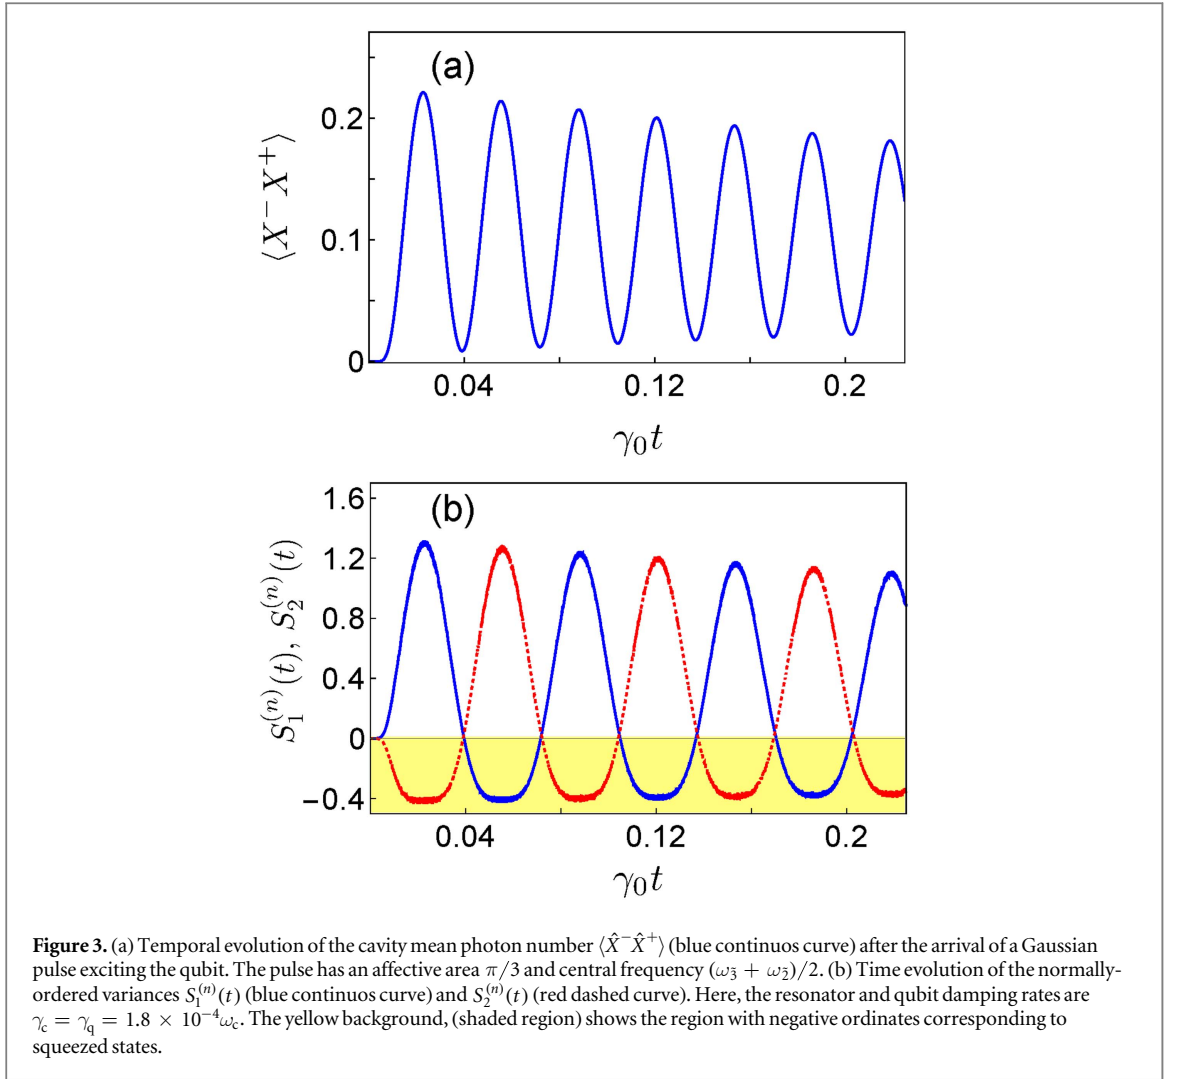 (a)
⟨X⁻X⁺⟩
0.2
0.1
0
0.04
0.12
0.2
γ₀t
(b)
S₁⁽ⁿ⁾(t), S₂⁽ⁿ⁾(t)
1.6
1.2
0.8
0.4
0
−0.4
0.04
0.12
0.2
γ₀t
Figure 3. (a) Temporal evolution of the cavity mean photon number ⟨X̂⁻X̂⁺⟩ (blue continuos curve) after the arrival of a Gaussian
pulse exciting the qubit. The pulse has an affective area π/3 and central frequency (ω_3̃ + ω_2̃)/2. (b) Time evolution of the normally-
ordered variances S₁⁽ⁿ⁾(t) (blue continuos curve) and S₂⁽ⁿ⁾(t) (red dashed curve). Here, the resonator and qubit damping rates are
γ_c = γ_q = 1.8 × 10⁻⁴ω_c. The yellow background, (shaded region) shows the region with negative ordinates corresponding to
squeezed states.